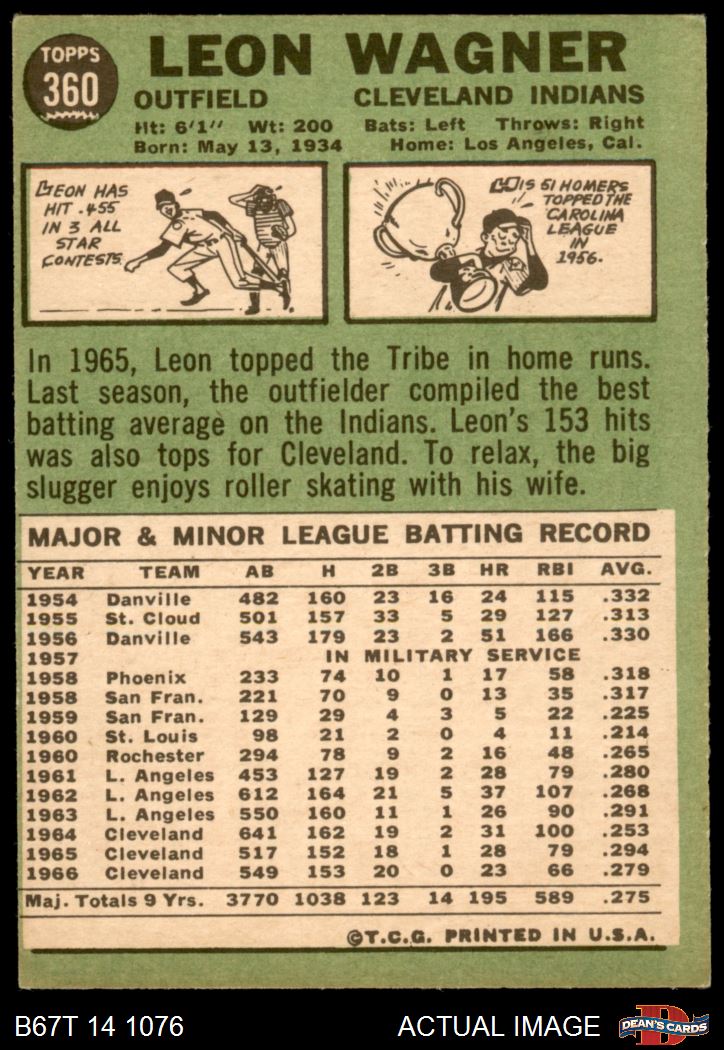 TOPPS
360
LEON WAGNER
OUTFIELD CLEVELAND INDIANS
Ht: 6'1" Wt: 200 Bats: Left Throws: Right
Born: May 13, 1934 Home: Los Angeles, Cal.
LEON HAS
HIT .455
IN 3 ALL
STAR
CONTESTS.
HIS 51 HOMERS
TOPPED THE
CAROLINA
LEAGUE
IN
1956.
In 1965, Leon topped the Tribe in home runs.
Last season, the outfielder compiled the best
batting average on the Indians. Leon's 153 hits
was also tops for Cleveland. To relax, the big
slugger enjoys roller skating with his wife.
MAJOR & MINOR LEAGUE BATTING RECORD
YEAR TEAM AB H 2B 3B HR RBI AVG.
1954 Danville 482 160 23 16 24 115 .332
1955 St. Cloud 501 157 33 5 29 127 .313
1956 Danville 543 179 23 2 51 166 .330
1957 IN MILITARY SERVICE
1958 Phoenix 233 74 10 1 17 58 .318
1958 San Fran. 221 70 9 0 13 35 .317
1959 San Fran. 129 29 4 3 5 22 .225
1960 St. Louis 98 21 2 0 4 11 .214
1960 Rochester 294 78 9 2 16 48 .265
1961 L. Angeles 453 127 19 2 28 79 .280
1962 L. Angeles 612 164 21 5 37 107 .268
1963 L. Angeles 550 160 11 1 26 90 .291
1964 Cleveland 641 162 19 2 31 100 .253
1965 Cleveland 517 152 18 1 28 79 .294
1966 Cleveland 549 153 20 0 23 66 .279
Maj. Totals 9 Yrs. 3770 1038 123 14 195 589 .275
©T.C.G. PRINTED IN U.S.A.
B67T 14 1076 ACTUAL IMAGE
D
DEAN'S CARDS